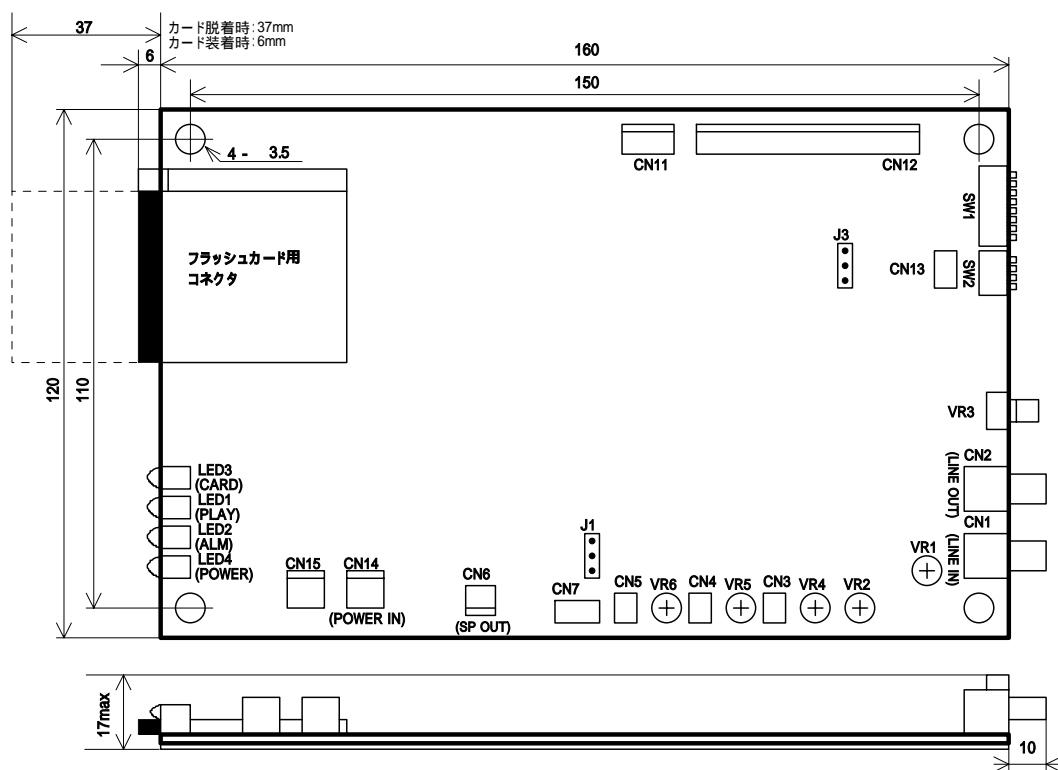 37
カード脱着時:37mm
カード装着時:6mm
6
160
150
4 - 3.5
CN11
CN12
SW1
J3
CN13
SW2
フラッシュカード用
コネクタ
120
110
VR3
LED3
(CARD)
LED1
(PLAY)
LED2
(ALM)
LED4
(POWER)
CN2
(LINE OUT)
CN1
(LINE IN)
J1
VR1
CN15
CN14
(POWER IN)
CN6
(SP OUT)
CN7
CN5
VR6
CN4
VR5
CN3
VR4
VR2
17max
10